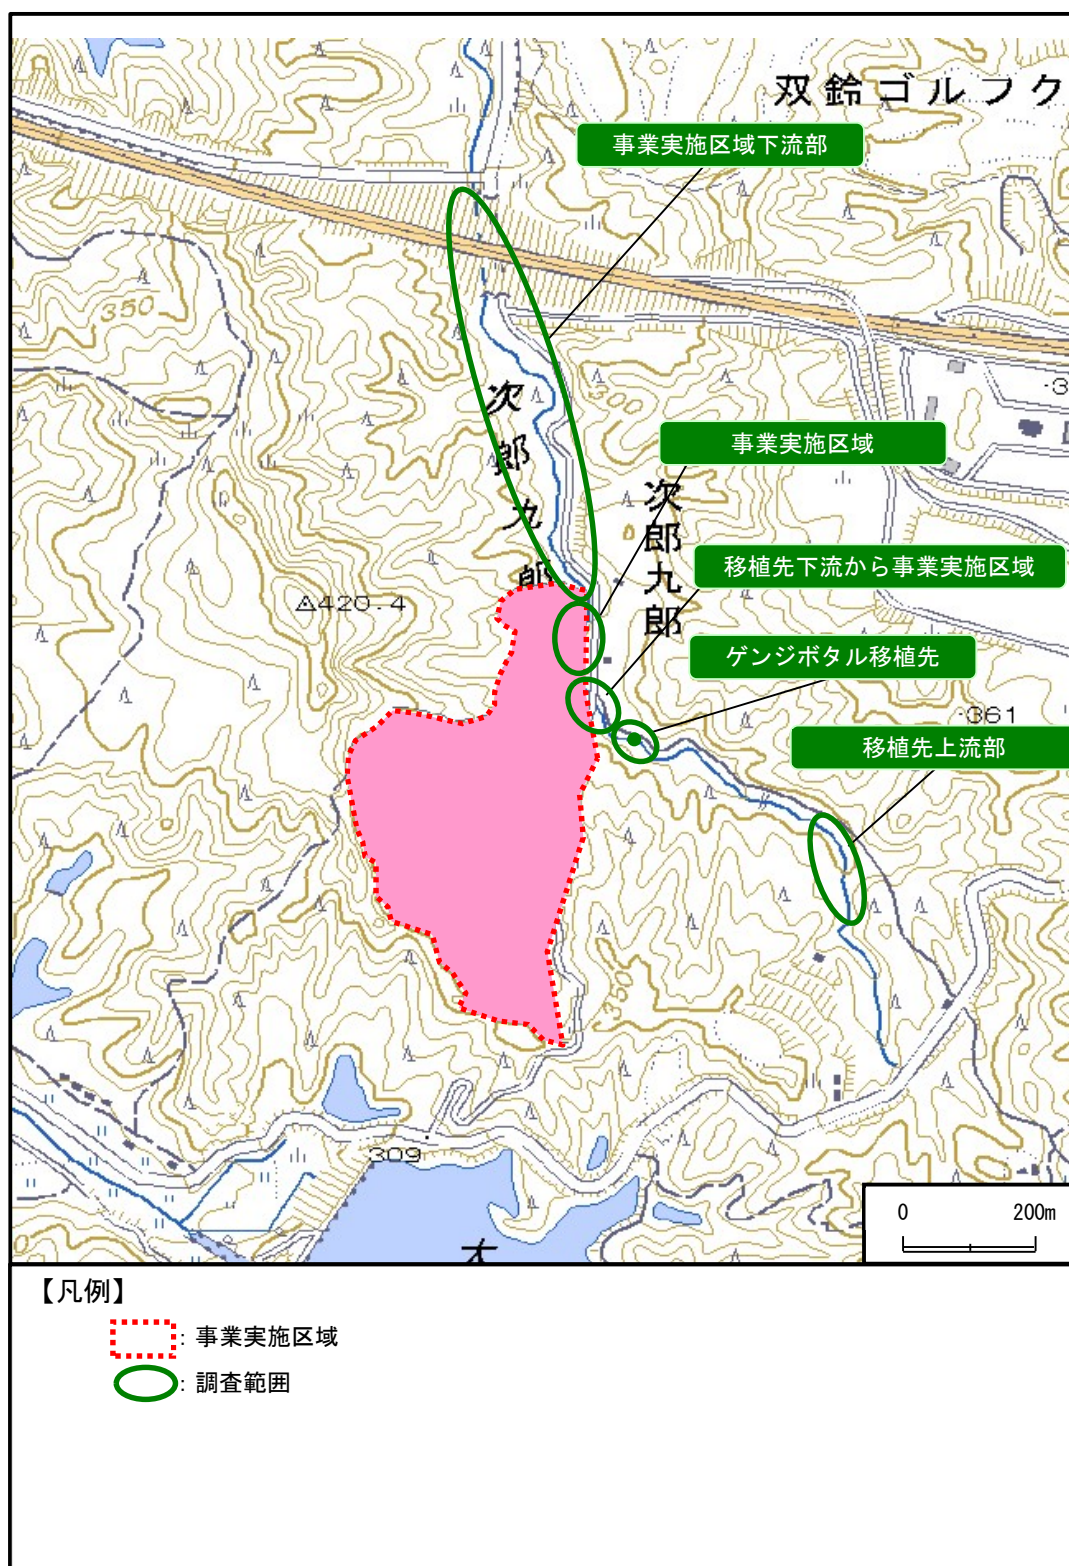 双鈴ゴルフク
事業実施区域下流部
350
300
次郎九郎
事業実施区域
次郎九郎
移植先下流から事業実施区域
420.4
ゲンジボタル移植先
361
移植先上流部
350
309
0 200m
【凡例】
: 事業実施区域
: 調査範囲